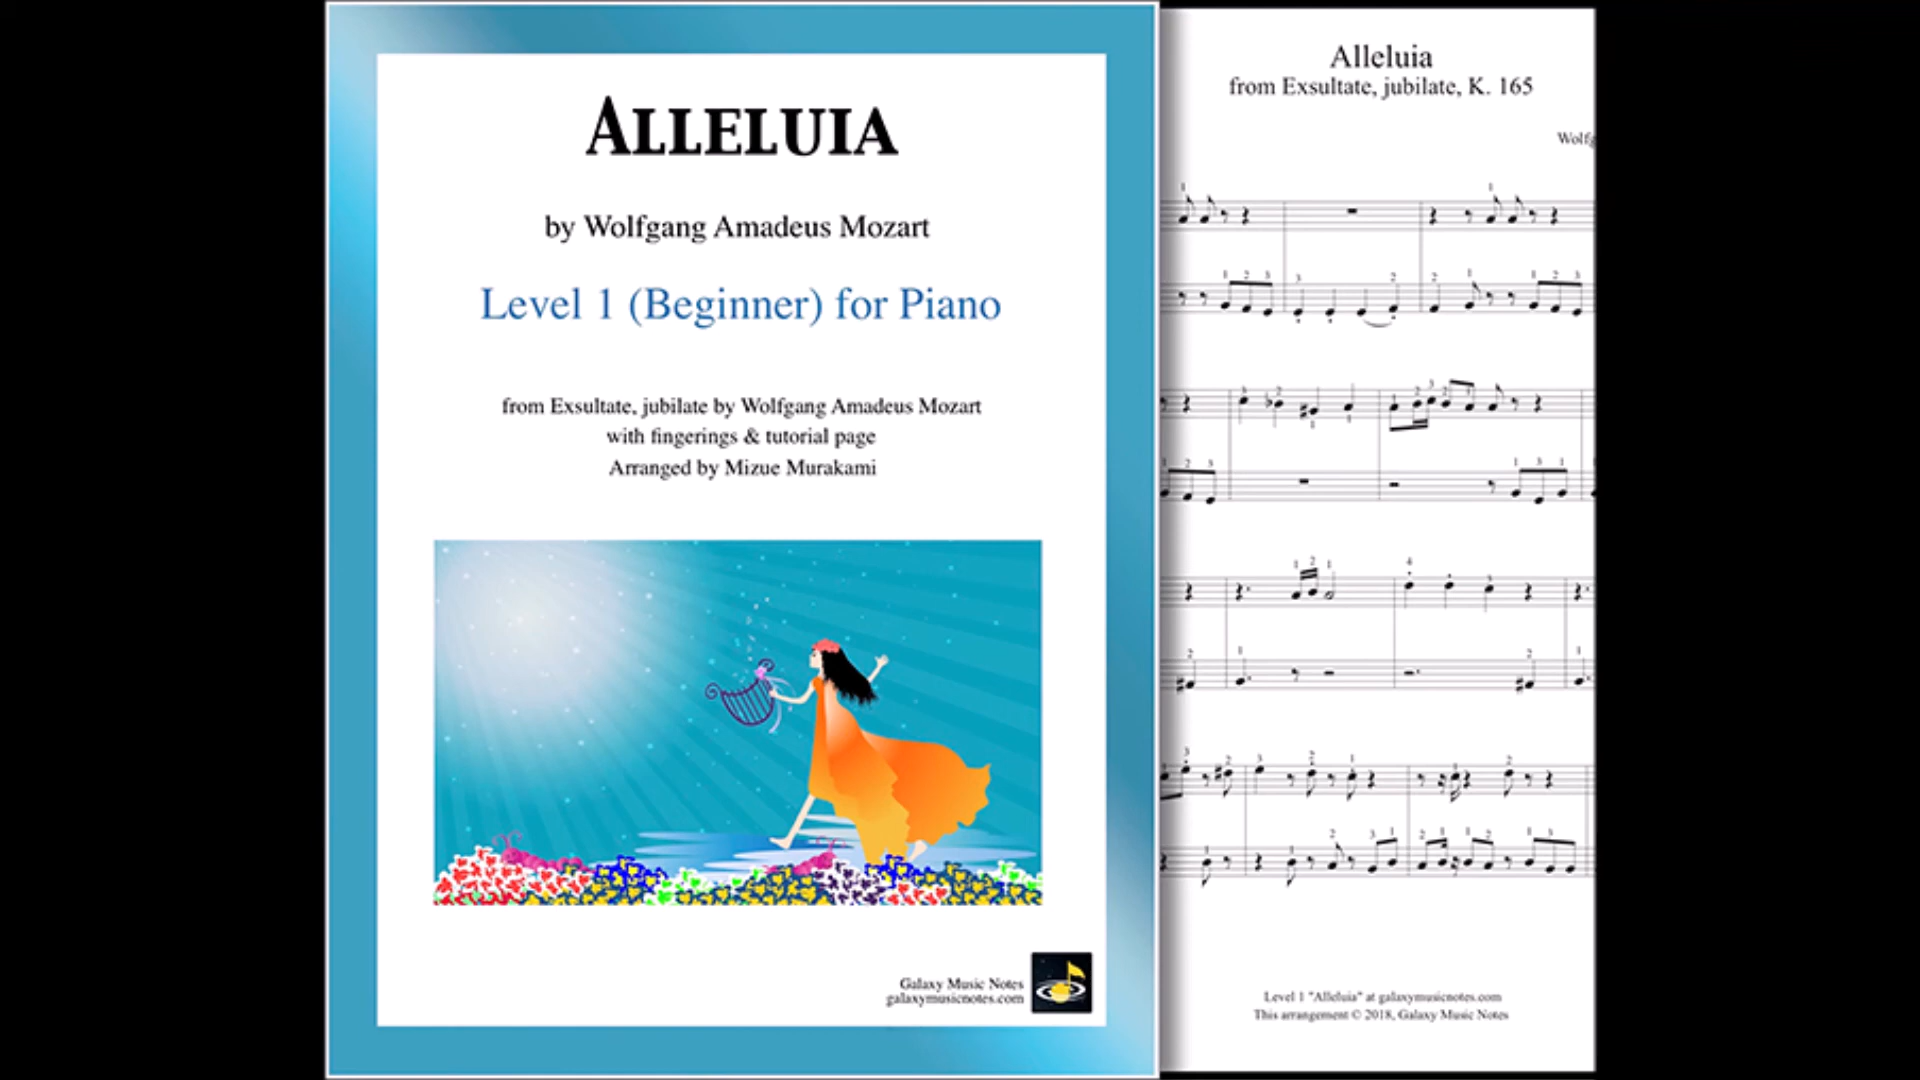 ALLELUIA
by Wolfgang Amadeus Mozart
Level 1 (Beginner) for Piano
from Exsultate, jubilate by Wolfgang Amadeus Mozart
with fingerings & tutorial page
Arranged by Mizue Murakami
Galaxy Music Notes
galaxymusicnotes.com
Alleluia
from Exsultate, jubilate, K. 165
Level 1 "Alleluia" at galaxymusicnotes.com
This arrangement © 2018, Galaxy Music Notes